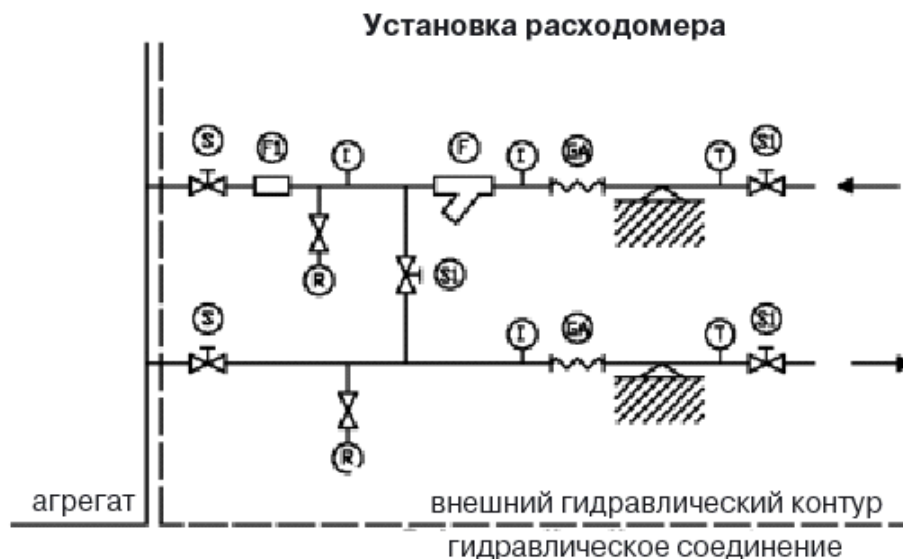 Установка расходомера
S F1 I F I GA T S1
R S1
S I GA T S1
R
агрегат внешний гидравлический контур
гидравлическое соединение